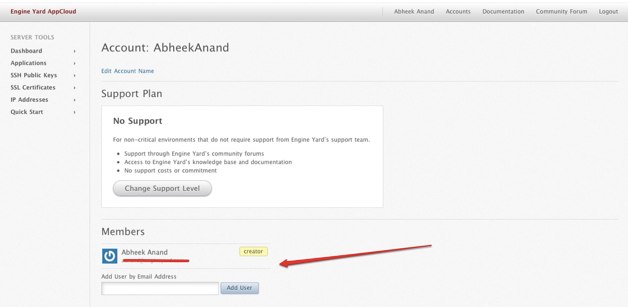 Engine Yard AppCloud
Abheek Anand Accounts Documentation Community Forum Logout
SERVER TOOLS
Dashboard
Applications
SSH Public Keys
SSL Certificates
IP Addresses
Quick Start
Account: AbheekAnand
Edit Account Name
Support Plan
No Support
For non-critical environments that do not require support from Engine Yard's support team.
• Support through Engine Yard's community forums
• Access to Engine Yard's knowledge base and documentation
• No support costs or commitment
Change Support Level
Members
Abheek Anand creator
Add User by Email Address
Add User